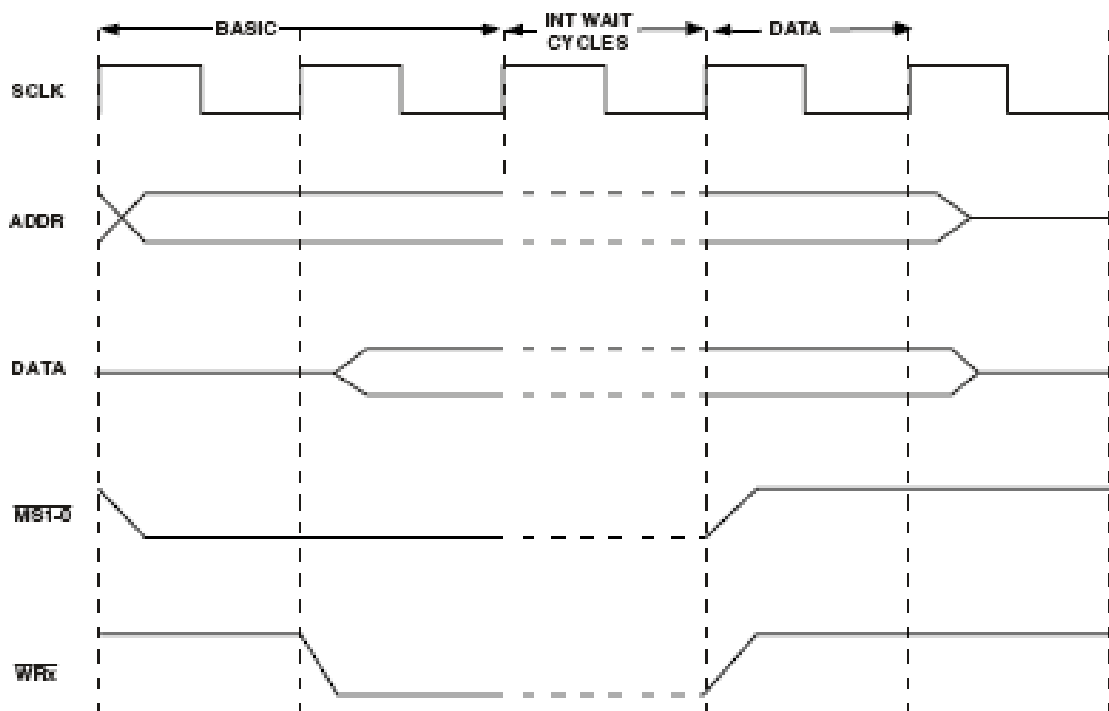 BASIC
INT WAIT
CYCLES
DATA
SCLK
ADDR
DATA
MS1-0
WRx